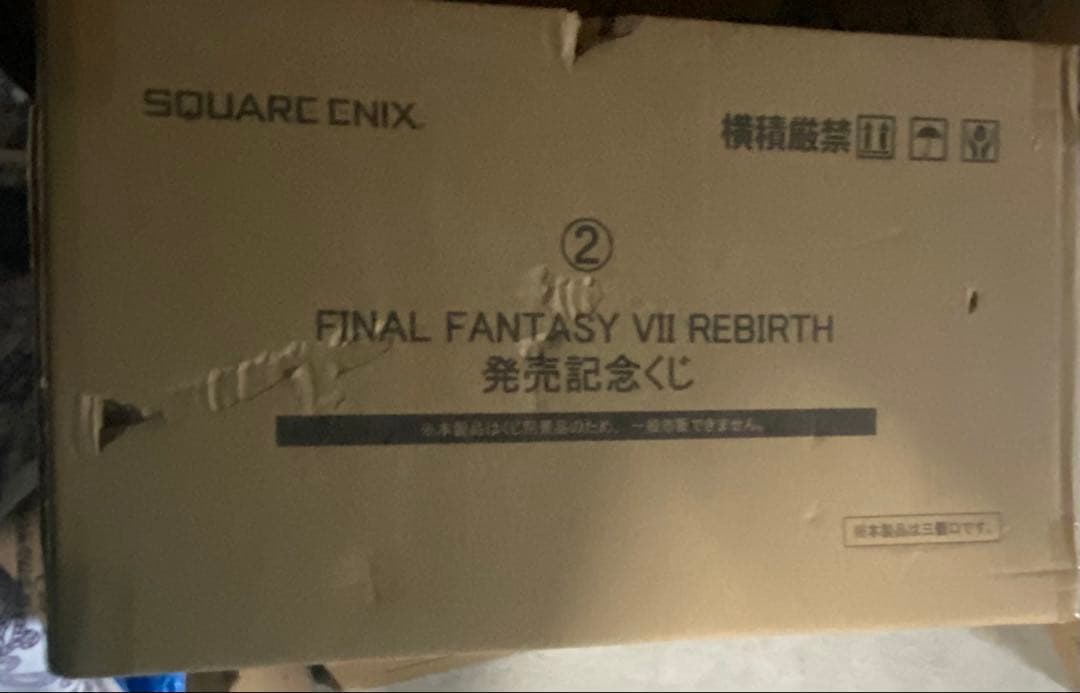 SQUARE ENIX
横積厳禁
②
FINAL FANTASY VII REBIRTH
発売記念くじ
※本製品はくじ用景品のため、一般市販できません。
※本製品は三個口です。